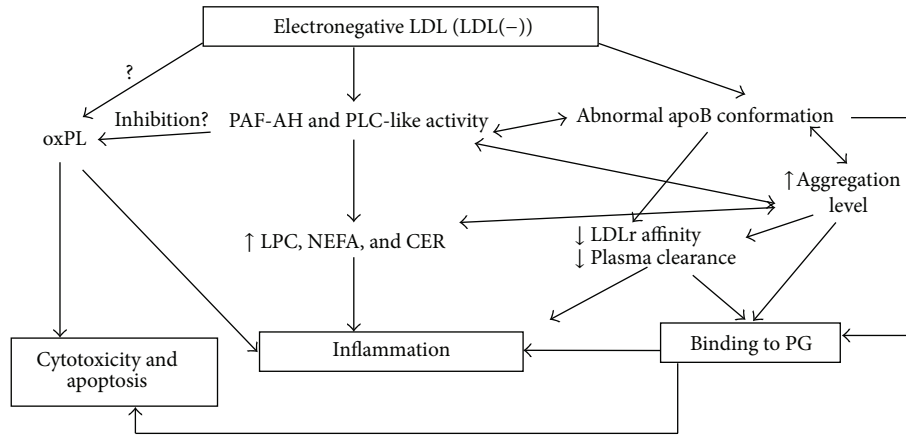 Electronegative LDL (LDL(−))
?
Inhibition?
PAF-AH and PLC-like activity
Abnormal apoB conformation
oxPL
↑ Aggregation
level
↑ LPC, NEFA, and CER
↓ LDLr affinity
↓ Plasma clearance
Cytotoxicity and
apoptosis
Inflammation
Binding to PG